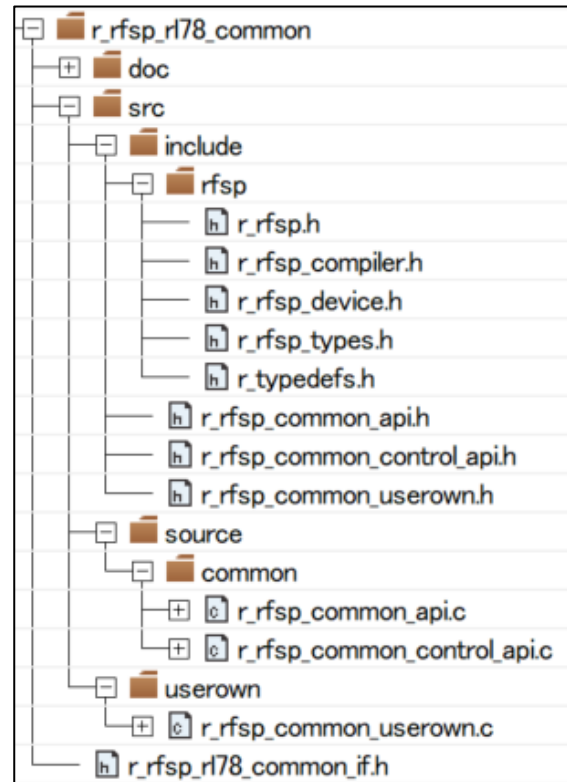 r_rfsp_rl78_common
doc
src
include
rfsp
r_rfsp.h
r_rfsp_compiler.h
r_rfsp_device.h
r_rfsp_types.h
r_typedefs.h
r_rfsp_common_api.h
r_rfsp_common_control_api.h
r_rfsp_common_userown.h
source
common
r_rfsp_common_api.c
r_rfsp_common_control_api.c
userown
r_rfsp_common_userown.c
r_rfsp_rl78_common_if.h